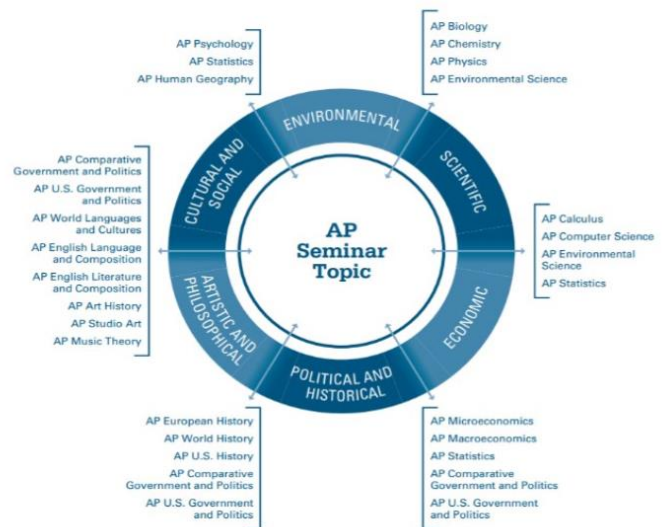 AP Psychology
AP Statistics
AP Human Geography
AP Biology
AP Chemistry
AP Physics
AP Environmental Science
ENVIRONMENTAL
CULTURAL AND
SOCIAL
SCIENTIFIC
AP Comparative
Government and Politics
AP U.S. Government
and Politics
AP World Languages
and Cultures
AP English Language
and Composition
AP English Literature
and Composition
AP Art History
AP Studio Art
AP Music Theory
AP
Seminar
Topic
AP Calculus
AP Computer Science
AP Environmental
Science
AP Statistics
ARTISTIC AND
PHILOSOPHICAL
ECONOMIC
POLITICAL AND
HISTORICAL
AP European History
AP World History
AP U.S. History
AP Comparative
Government and Politics
AP U.S. Government
and Politics
AP Microeconomics
AP Macroeconomics
AP Statistics
AP Comparative
Government and Politics
AP U.S. Government
and Politics